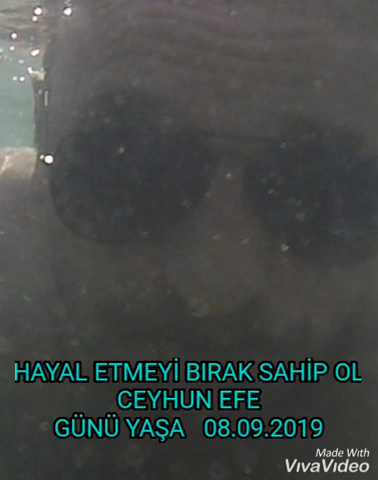 HAYAL ETMEYİ BIRAK SAHİP OL
CEYHUN EFE
GÜNÜ YAŞA 08.09.2019
Made With
VIVAVIDEO